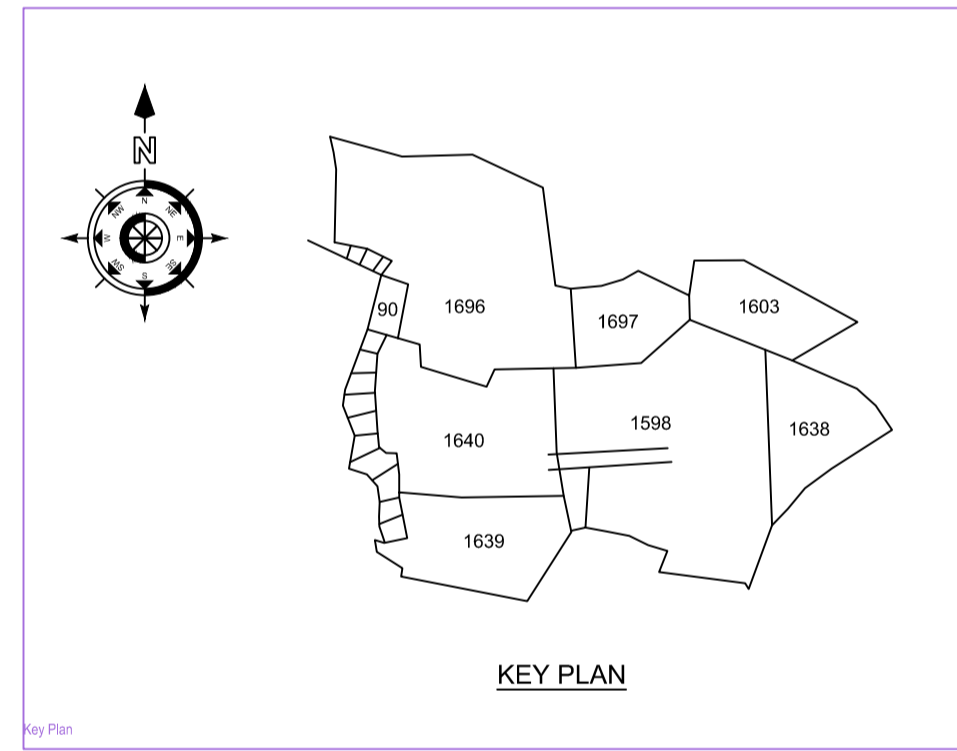 N
N
NW
NE
W
E
SW
SE
S
1696
90
1697
1603
1640
1598
1638
1639
KEY PLAN
Key Plan